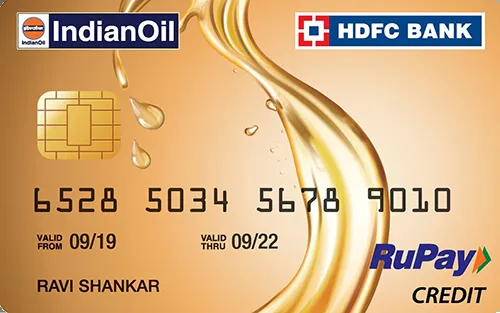 IndianOil HDFC BANK
IndianOil
6528 5034 5678 9010
VALID FROM 09/19 VALID THRU 09/22
RAVI SHANKAR
RuPay
CREDIT